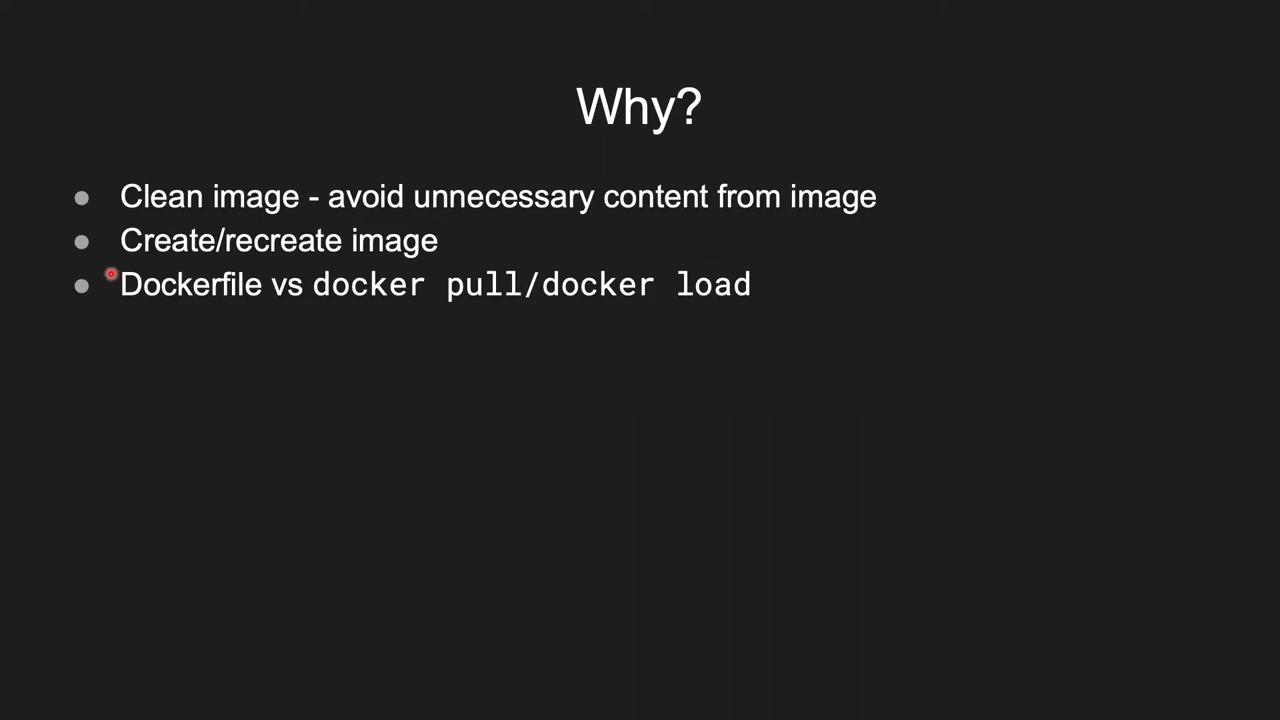 Why?
● Clean image - avoid unnecessary content from image
● Create/recreate image
● Dockerfile vs docker pull/docker load